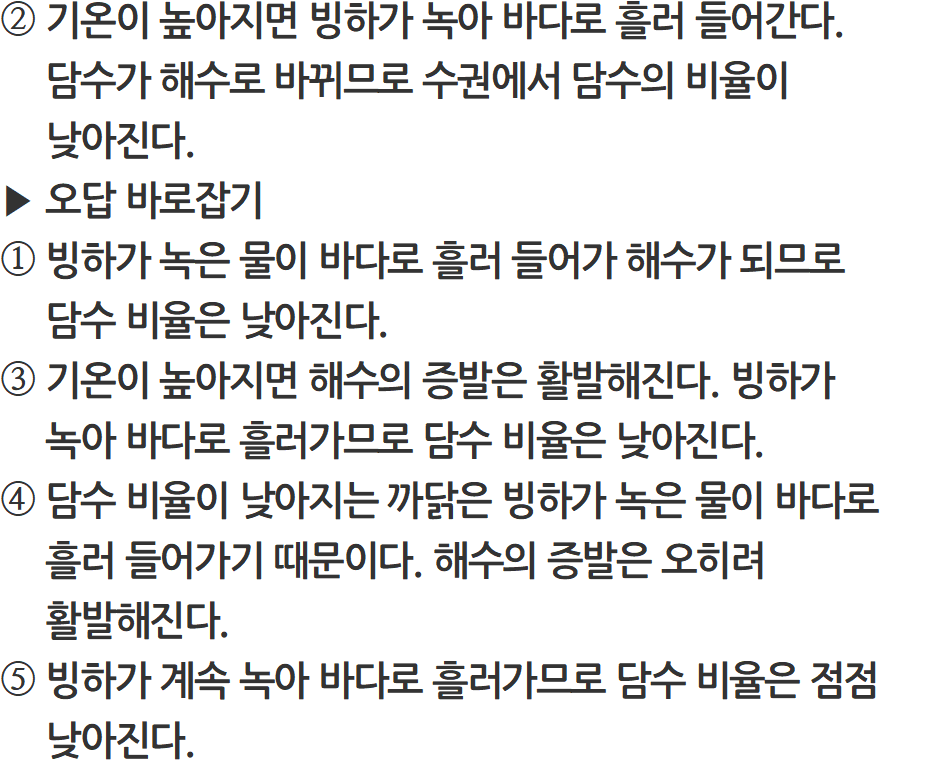 ② 기온이 높아지면 빙하가 녹아 바다로 흘러 들어간다.
담수가 해수로 바뀌므로 수권에서 담수의 비율이
낮아진다.
▶ 오답 바로잡기
① 빙하가 녹은 물이 바다로 흘러 들어가 해수가 되므로
담수 비율은 낮아진다.
③ 기온이 높아지면 해수의 증발은 활발해진다. 빙하가
녹아 바다로 흘러가므로 담수 비율은 낮아진다.
④ 담수 비율이 낮아지는 까닭은 빙하가 녹은 물이 바다로
흘러 들어가기 때문이다. 해수의 증발은 오히려
활발해진다.
⑤ 빙하가 계속 녹아 바다로 흘러가므로 담수 비율은 점점
낮아진다.